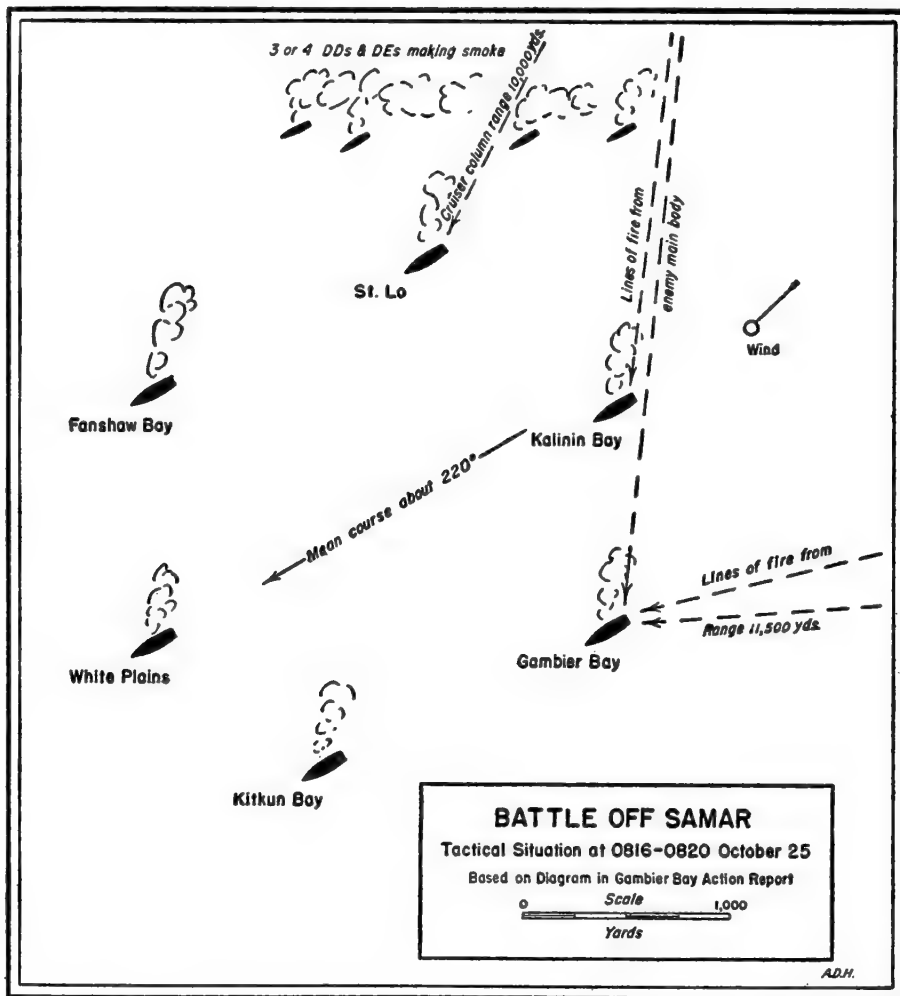 3 or 4 DDs & DEs making smoke
Cruiser column range 10,000 yds.
Lines of fire from
enemy main body
St. Lo
Wind
Fanshaw Bay
Kalinin Bay
Mean course about 220°
Lines of fire from
Range 11,500 yds.
White Plains
Gambier Bay
Kitkun Bay
BATTLE OFF SAMAR
Tactical Situation at 0816-0820 October 25
Based on Diagram in Gambier Bay Action Report
Scale
0 1,000
Yards
A.D.H.